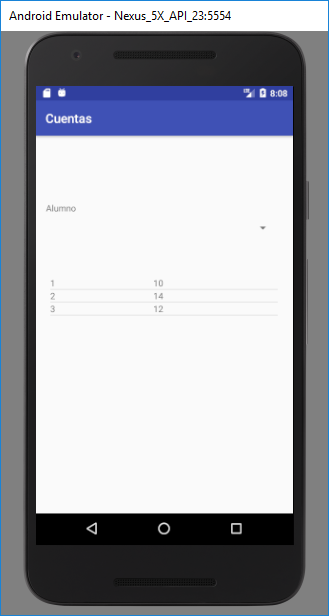 Android Emulator - Nexus_5X_API_23:5554
8:08
Cuentas
Alumno
1 10
2 14
3 12